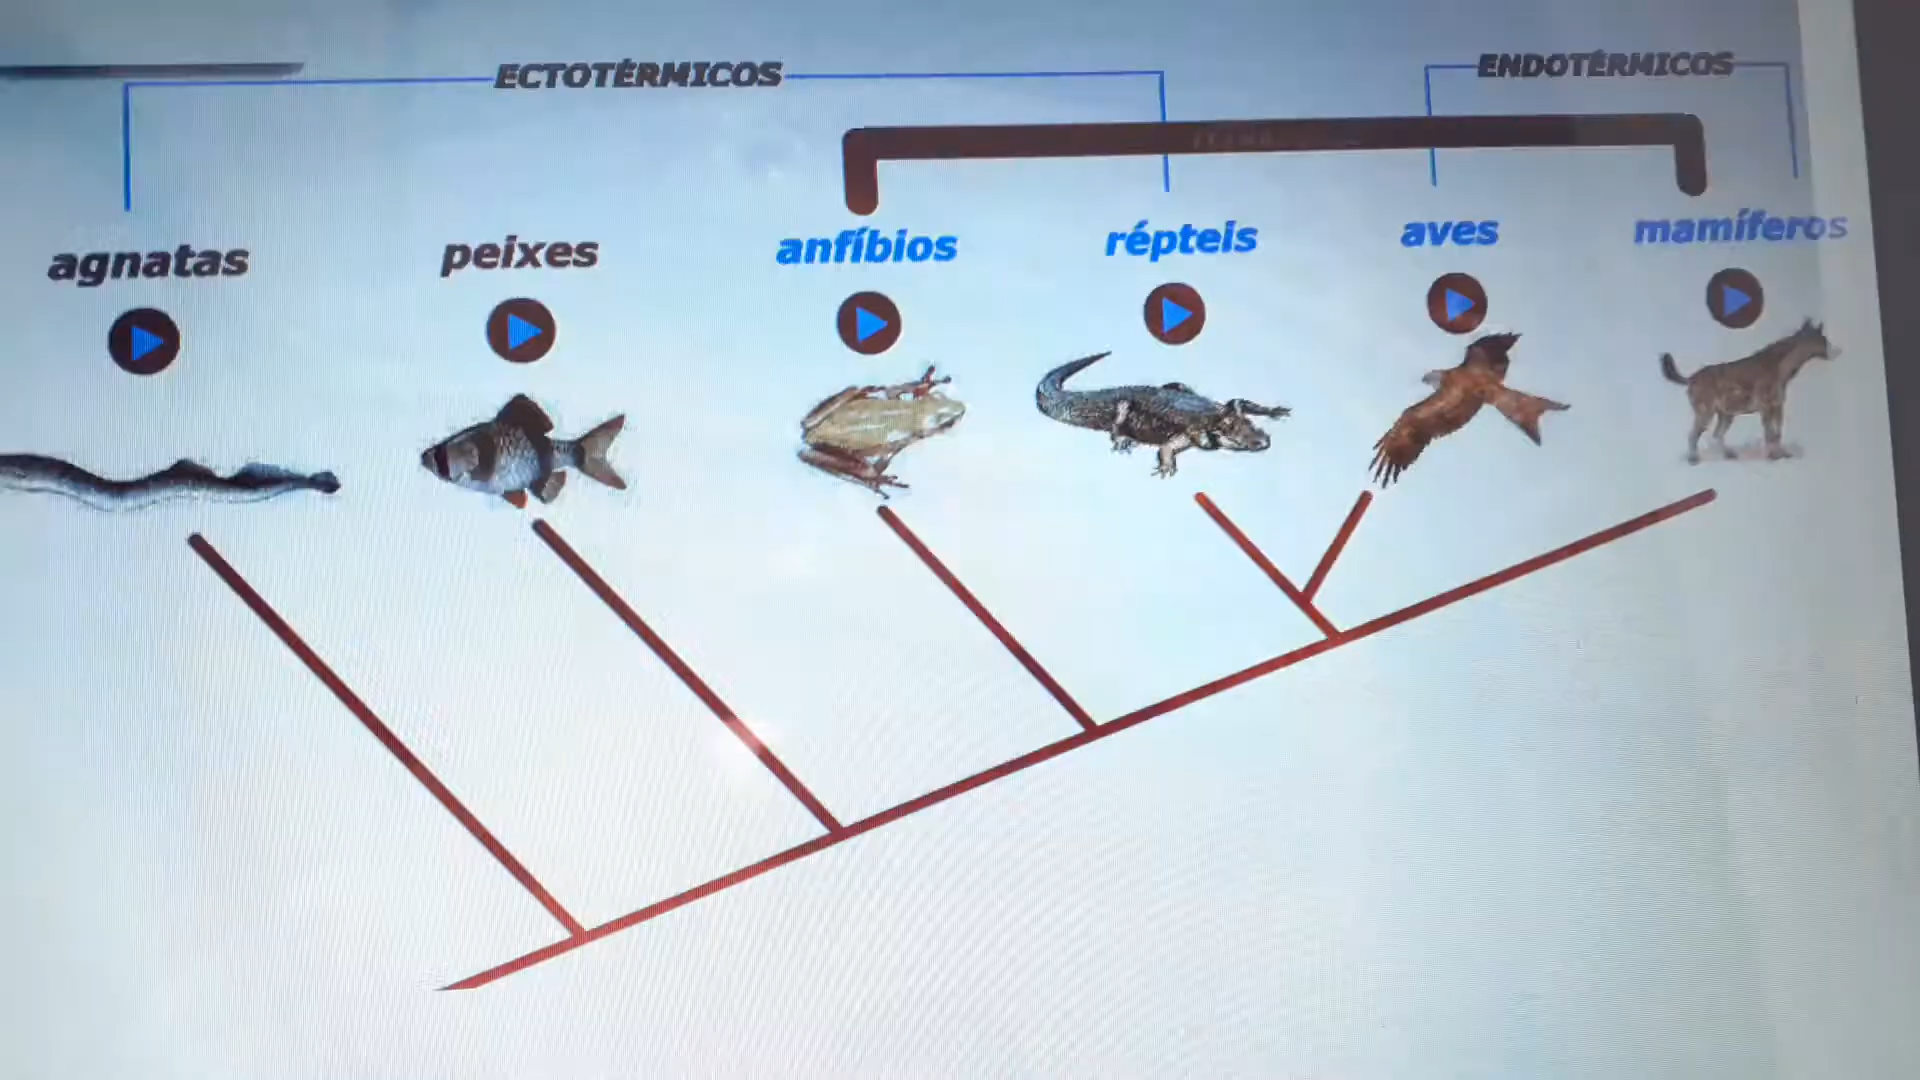 ECTOTÉRMICOS
ENDOTÉRMICOS
agnatas
peixes
anfíbios
répteis
aves
mamíferos